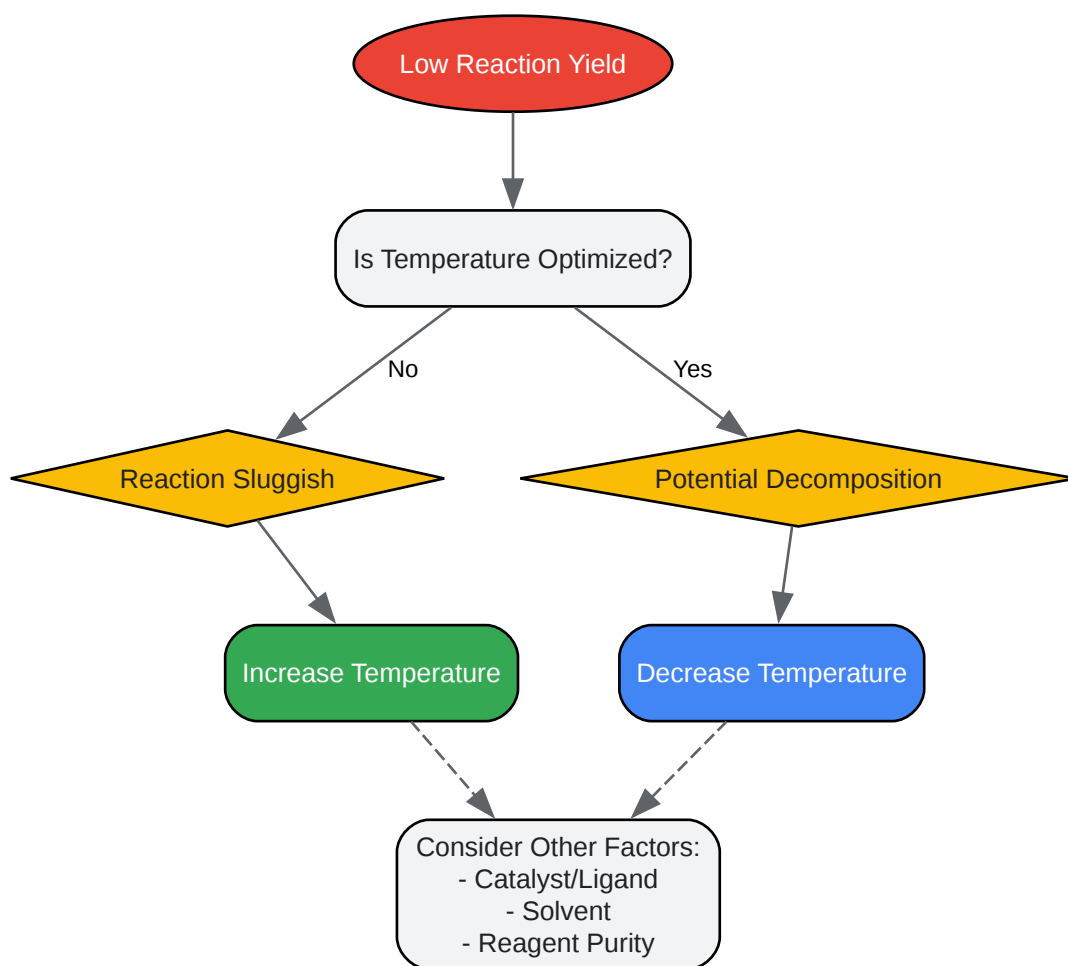 Low Reaction Yield
Is Temperature Optimized?
No
Yes
Reaction Sluggish
Potential Decomposition
Increase Temperature
Decrease Temperature
Consider Other Factors:
- Catalyst/Ligand
- Solvent
- Reagent Purity